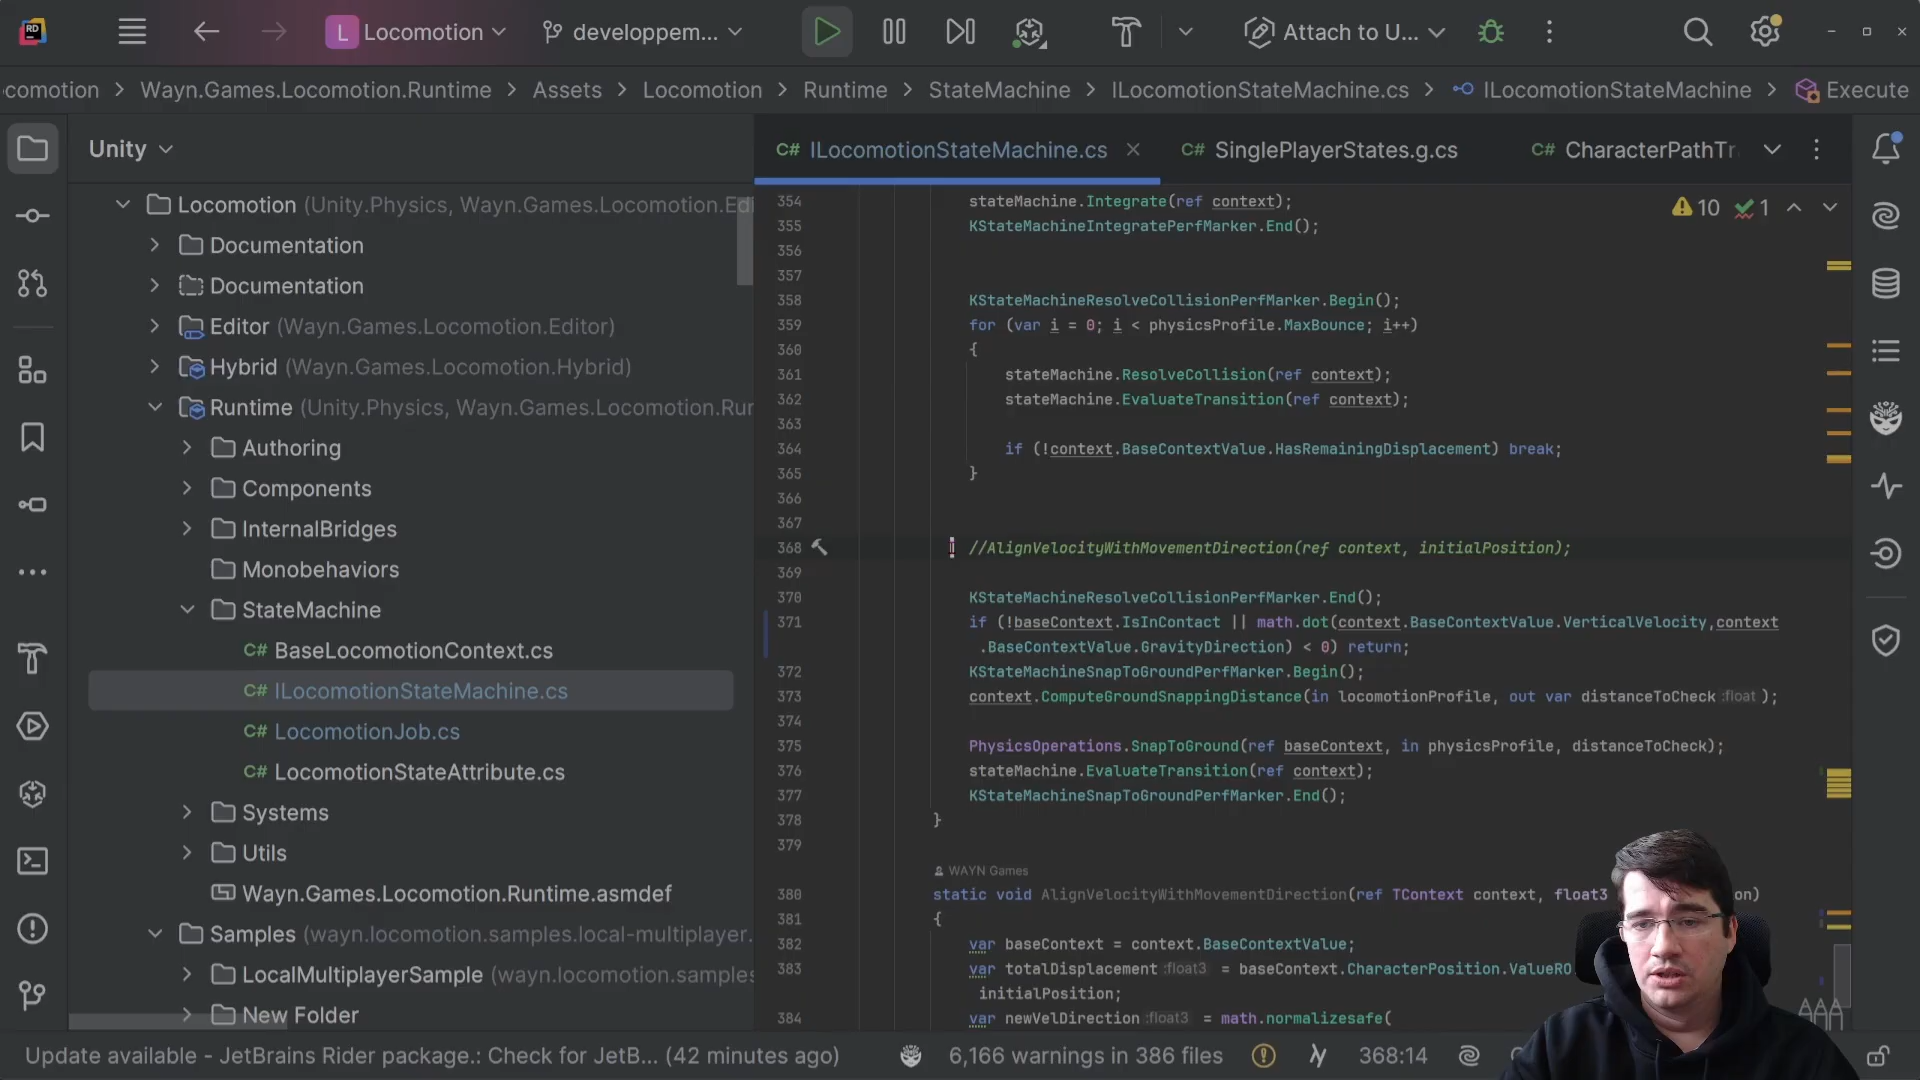 RD
L Locomotion
developpem...
Attach to U...
comotion > Wayn.Games.Locomotion.Runtime > Assets > Locomotion > Runtime > StateMachine > ILocomotionStateMachine.cs > ILocomotionStateMachine > Execute
Unity
C# ILocomotionStateMachine.cs
C# SinglePlayerStates.g.cs
C# CharacterPathTr
Locomotion (Unity.Physics, Wayn.Games.Locomotion.Edi
Documentation
Documentation
Editor (Wayn.Games.Locomotion.Editor)
Hybrid (Wayn.Games.Locomotion.Hybrid)
Runtime (Unity.Physics, Wayn.Games.Locomotion.Rur
Authoring
Components
InternalBridges
Monobehaviors
StateMachine
C# BaseLocomotionContext.cs
C# ILocomotionStateMachine.cs
C# LocomotionJob.cs
C# LocomotionStateAttribute.cs
Systems
Utils
Wayn.Games.Locomotion.Runtime.asmdef
Samples (wayn.locomotion.samples.local-multiplayer.
LocalMultiplayerSample (wayn.locomotion.samples
New Folder
10 1
354 stateMachine.Integrate(ref context);
355 KStateMachineIntegratePerfMarker.End();
356
357
358 KStateMachineResolveCollisionPerfMarker.Begin();
359 for (var i = 0; i < physicsProfile.MaxBounce; i++)
360 {
361 stateMachine.ResolveCollision(ref context);
362 stateMachine.EvaluateTransition(ref context);
363
364 if (!context.BaseContextValue.HasRemainingDisplacement) break;
365 }
366
367
368 //AlignVelocityWithMovementDirection(ref context, initialPosition);
369
370 KStateMachineResolveCollisionPerfMarker.End();
371 if (!baseContext.IsInContact || math.dot(context.BaseContextValue.VerticalVelocity,context
.BaseContextValue.GravityDirection) < 0) return;
372 KStateMachineSnapToGroundPerfMarker.Begin();
373 context.ComputeGroundSnappingDistance(in locomotionProfile, out var distanceToCheck :float );
374
375 PhysicsOperations.SnapToGround(ref baseContext, in physicsProfile, distanceToCheck);
376 stateMachine.EvaluateTransition(ref context);
377 KStateMachineSnapToGroundPerfMarker.End();
378 }
379
WAYN Games
380 static void AlignVelocityWithMovementDirection(ref TContext context, float3 on)
381 {
382 var baseContext = context.BaseContextValue;
383 var totalDisplacement :float3 = baseContext.CharacterPosition.ValueRO
initialPosition;
384 var newVelDirection :float3 = math.normalizesafe(
Update available - JetBrains Rider package.: Check for JetB... (42 minutes ago)
6,166 warnings in 386 files
368:14